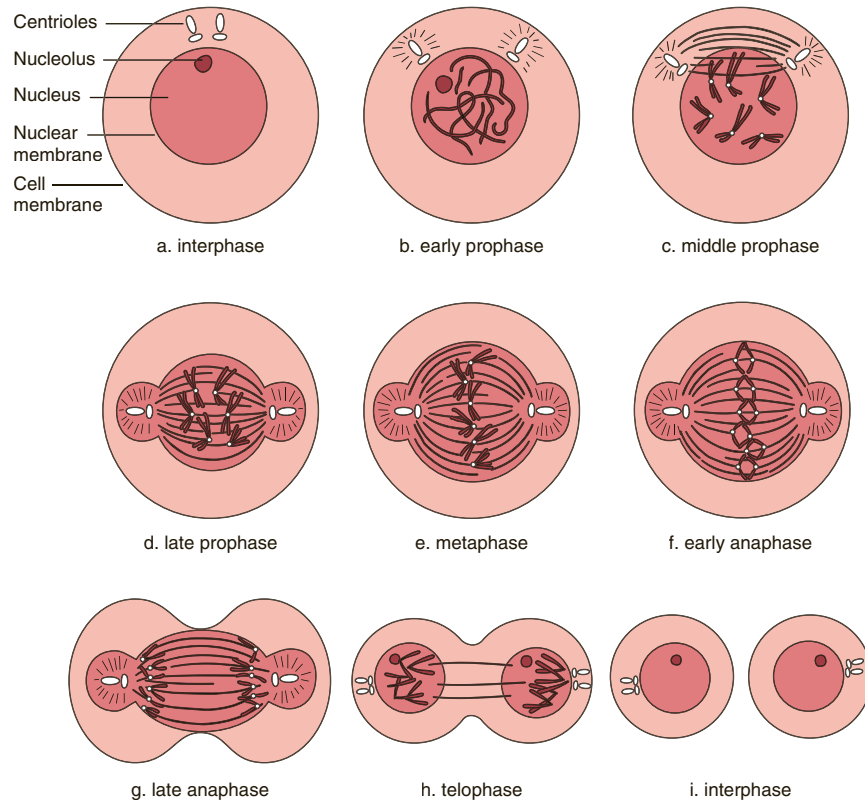 Centrioles
Nucleolus
Nucleus
Nuclear
membrane
Cell
membrane
a. interphase
b. early prophase
c. middle prophase
d. late prophase
e. metaphase
f. early anaphase
g. late anaphase
h. telophase
i. interphase